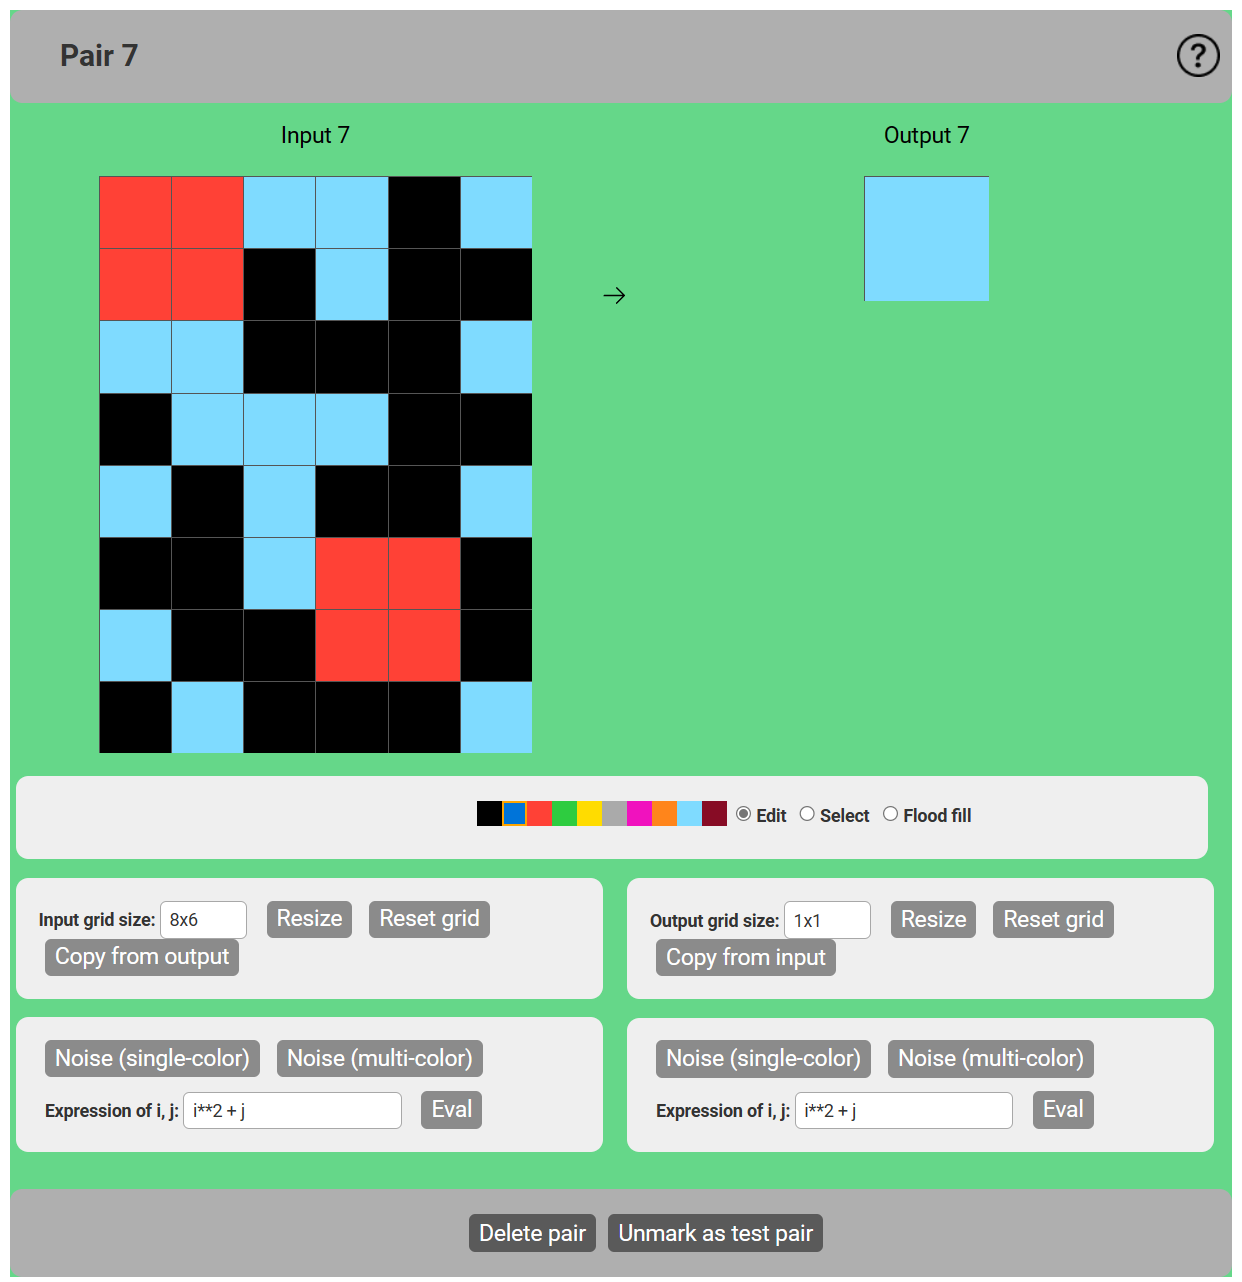 Pair 7
?
Input 7
Output 7
→
Edit Select Flood fill
Input grid size: 8x6 Resize Reset grid
Copy from output
Output grid size: 1x1 Resize Reset grid
Copy from input
Noise (single-color) Noise (multi-color)
Expression of i, j: i**2 + j Eval
Noise (single-color) Noise (multi-color)
Expression of i, j: i**2 + j Eval
Delete pair Unmark as test pair